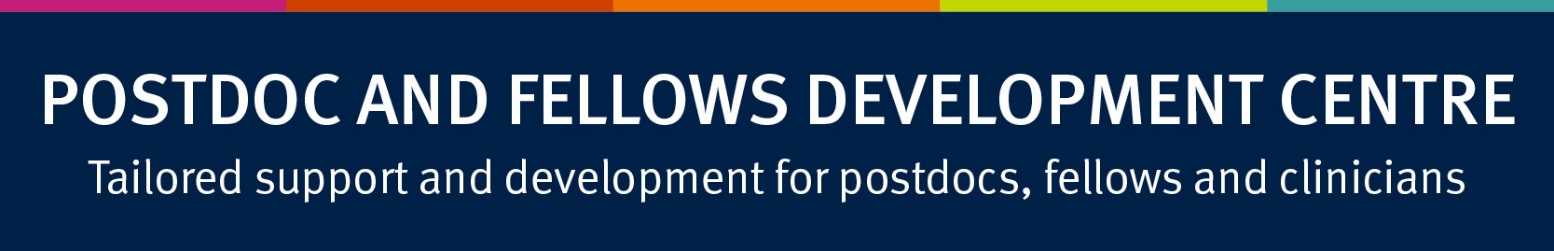 POSTDOC AND FELLOWS DEVELOPMENT CENTRE
Tailored support and development for postdocs, fellows and clinicians